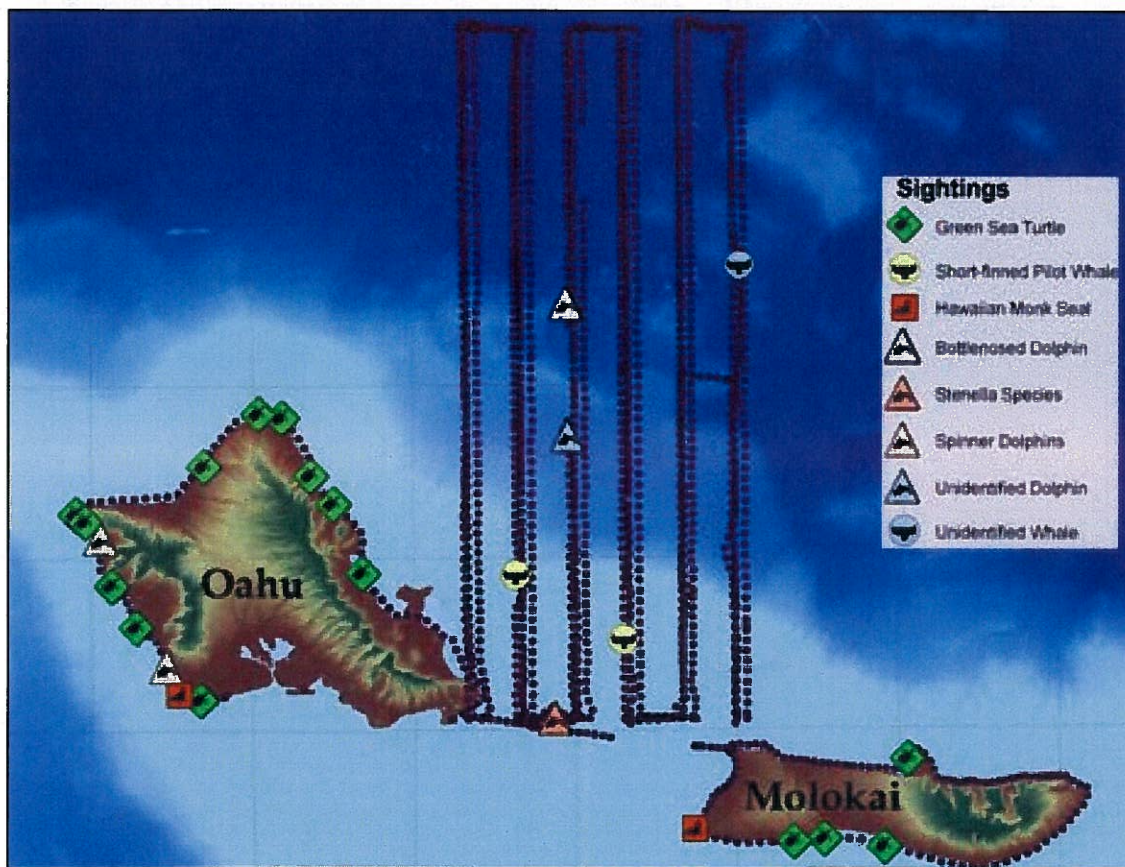 Sightings
Green Sea Turtle
Short-finned Pilot Whale
Hawaiian Monk Seal
Bottlenosed Dolphin
Stenella Species
Spinner Dolphins
Unidentified Dolphin
Unidentified Whale
Oahu
Molokai